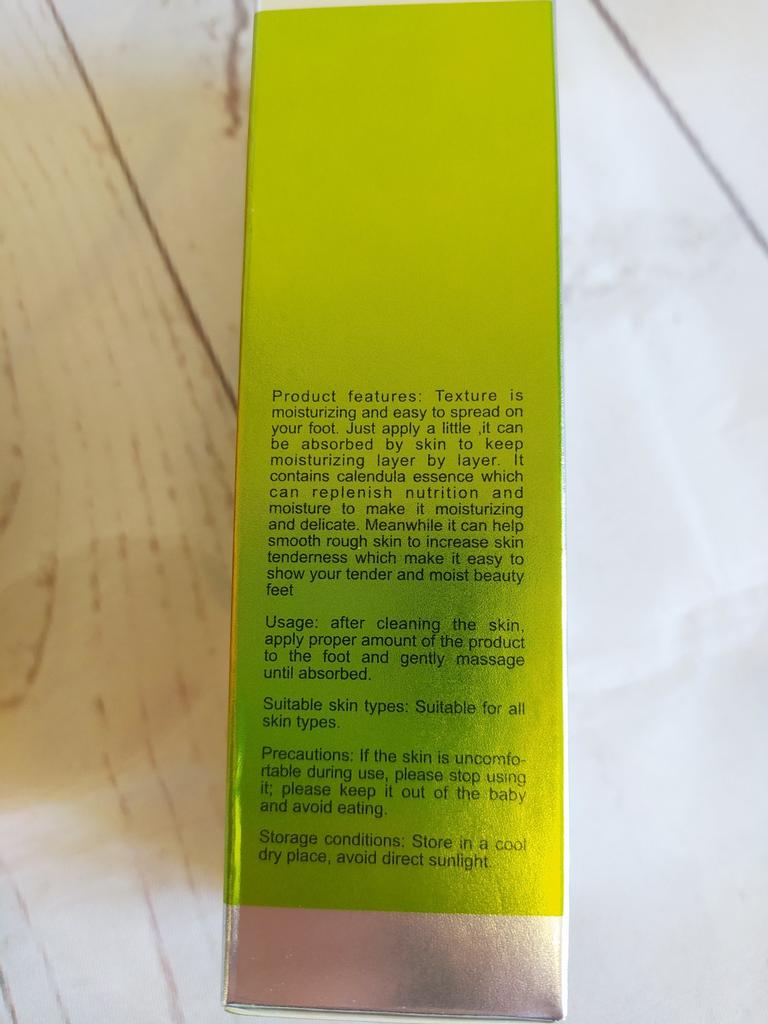 Product features: Texture is
moisturizing and easy to spread on
your foot. Just apply a little ,it can
be absorbed by skin to keep
moisturizing layer by layer. It
contains calendula essence which
can replenish nutrition and
moisture to make it moisturizing
and delicate. Meanwhile it can help
smooth rough skin to increase skin
tenderness which make it easy to
show your tender and moist beauty
feet
Usage: after cleaning the skin,
apply proper amount of the product
to the foot and gently massage
until absorbed.
Suitable skin types: Suitable for all
skin types.
Precautions: If the skin is uncomfo-
rtable during use, please stop using
it; please keep it out of the baby
and avoid eating.
Storage conditions: Store in a cool
dry place, avoid direct sunlight.